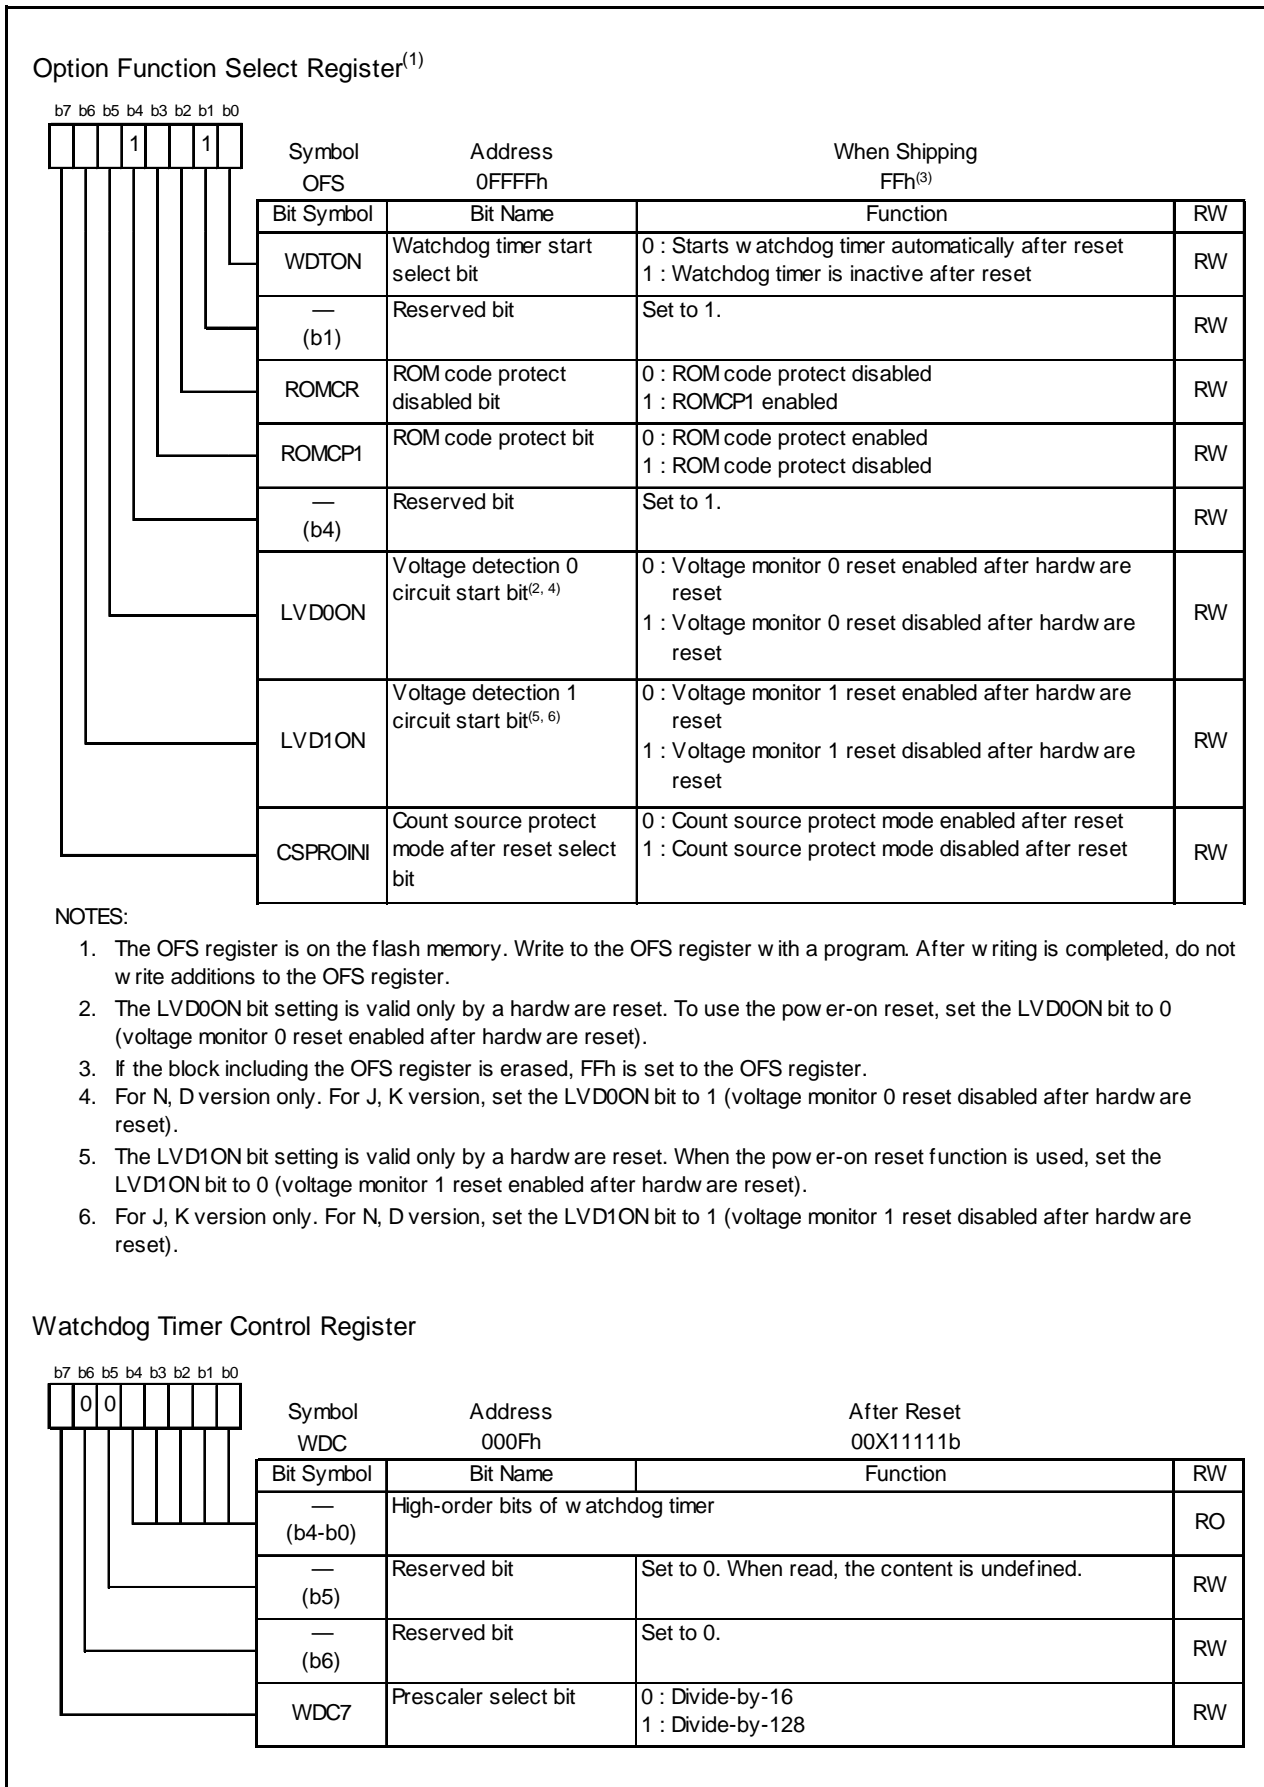 Option Function Select Register(1)
b7 b6 b5 b4 b3 b2 b1 b0
1 1
Symbol Address When Shipping
OFS 0FFFFh FFh(3)
Bit Symbol Bit Name Function RW
WDTON Watchdog timer start select bit 0 : Starts watchdog timer automatically after reset RW
1 : Watchdog timer is inactive after reset
— Reserved bit Set to 1. RW
(b1)
ROMCR ROM code protect disabled bit 0 : ROM code protect disabled RW
1 : ROMCP1 enabled
ROMCP1 ROM code protect bit 0 : ROM code protect enabled RW
1 : ROM code protect disabled
— Reserved bit Set to 1. RW
(b4)
LVD0ON Voltage detection 0 circuit start bit(2, 4) 0 : Voltage monitor 0 reset enabled after hardware reset RW
1 : Voltage monitor 0 reset disabled after hardware reset
LVD1ON Voltage detection 1 circuit start bit(5, 6) 0 : Voltage monitor 1 reset enabled after hardware reset RW
1 : Voltage monitor 1 reset disabled after hardware reset
CSPROINI Count source protect mode after reset select bit 0 : Count source protect mode enabled after reset RW
1 : Count source protect mode disabled after reset
NOTES:
1. The OFS register is on the flash memory. Write to the OFS register with a program. After writing is completed, do not
write additions to the OFS register.
2. The LVD0ON bit setting is valid only by a hardware reset. To use the power-on reset, set the LVD0ON bit to 0
(voltage monitor 0 reset enabled after hardware reset).
3. If the block including the OFS register is erased, FFh is set to the OFS register.
4. For N, D version only. For J, K version, set the LVD0ON bit to 1 (voltage monitor 0 reset disabled after hardware
reset).
5. The LVD1ON bit setting is valid only by a hardware reset. When the power-on reset function is used, set the
LVD1ON bit to 0 (voltage monitor 1 reset enabled after hardware reset).
6. For J, K version only. For N, D version, set the LVD1ON bit to 1 (voltage monitor 1 reset disabled after hardware
reset).
Watchdog Timer Control Register
b7 b6 b5 b4 b3 b2 b1 b0
0 0
Symbol Address After Reset
WDC 000Fh 00X11111b
Bit Symbol Bit Name Function RW
— High-order bits of watchdog timer RO
(b4-b0)
— Reserved bit Set to 0. When read, the content is undefined. RW
(b5)
— Reserved bit Set to 0. RW
(b6)
WDC7 Prescaler select bit 0 : Divide-by-16 RW
1 : Divide-by-128